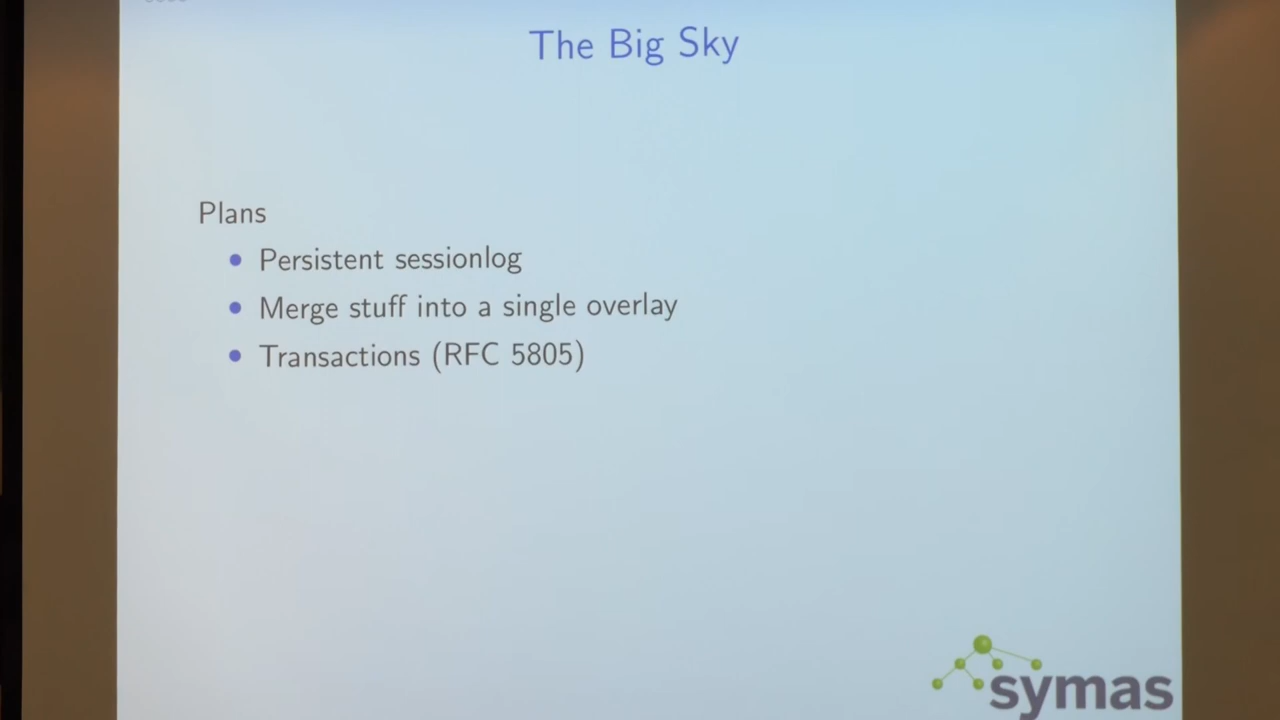 The Big Sky
Plans
Persistent sessionlog
Merge stuff into a single overlay
Transactions (RFC 5805)
symas